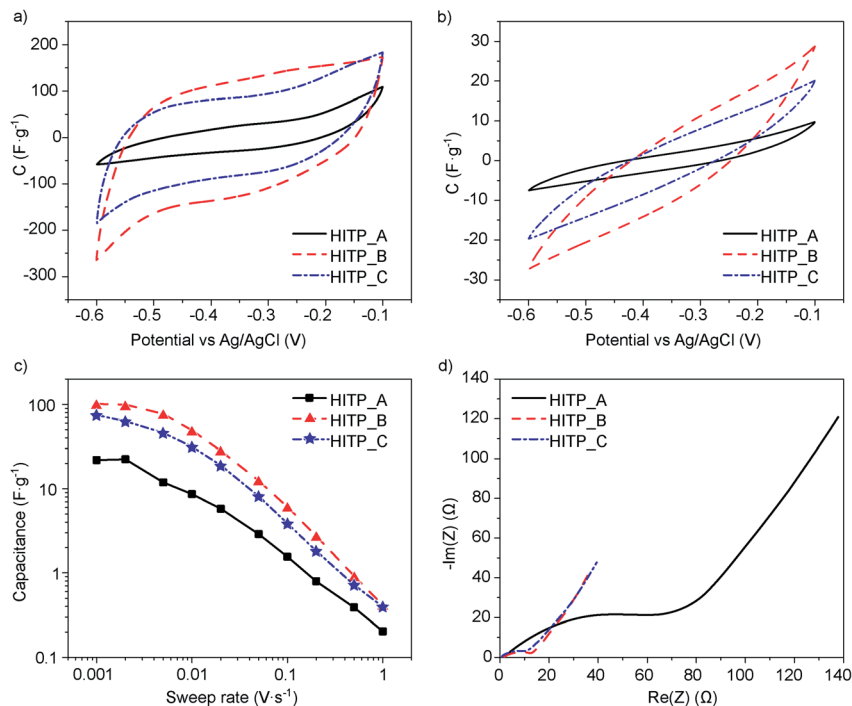 a)
C (F·g⁻¹)
200
100
0
-100
-200
-300
HITP_A
HITP_B
HITP_C
-0.6
-0.5
-0.4
-0.3
-0.2
-0.1
Potential vs Ag/AgCl (V)
b)
C (F·g⁻¹)
30
20
10
0
-10
-20
-30
HITP_A
HITP_B
HITP_C
-0.6
-0.5
-0.4
-0.3
-0.2
-0.1
Potential vs Ag/AgCl (V)
c)
Capacitance (F·g⁻¹)
100
10
1
0.1
HITP_A
HITP_B
HITP_C
0.001
0.01
0.1
1
Sweep rate (V·s⁻¹)
d)
-Im(Z) (Ω)
-140
-120
-100
-80
-60
-40
-20
0
HITP_A
HITP_B
HITP_C
0
20
40
60
80
100
120
140
Re(Z) (Ω)